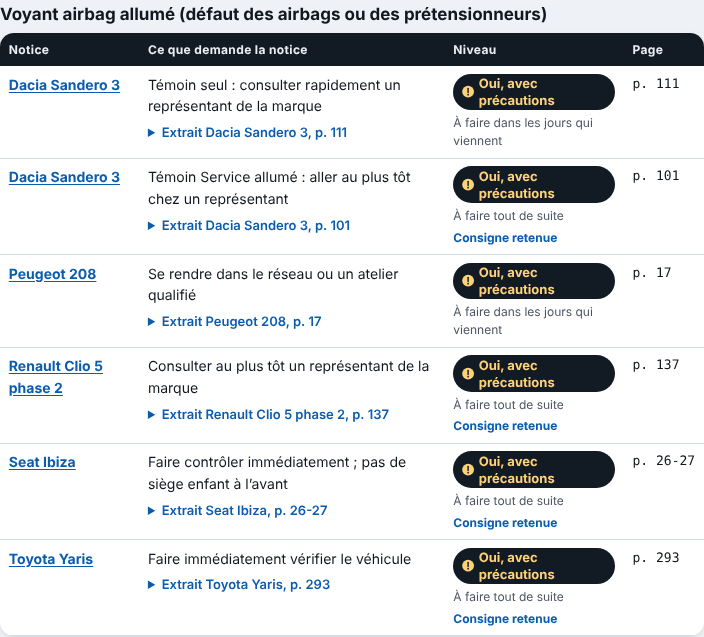 Voyant airbag allumé (défaut des airbags ou des prétensionneurs)
Notice Ce que demande la notice Niveau Page
Dacia Sandero 3 Témoin seul : consulter rapidement un Oui, avec p. 111
représentant de la marque précautions
Extrait Dacia Sandero 3, p. 111 À faire dans les jours qui
viennent
Dacia Sandero 3 Témoin Service allumé : aller au plus tôt Oui, avec p. 101
chez un représentant précautions
Extrait Dacia Sandero 3, p. 101 À faire tout de suite
Consigne retenue
Peugeot 208 Se rendre dans le réseau ou un atelier Oui, avec p. 17
qualifié précautions
Extrait Peugeot 208, p. 17 À faire dans les jours qui
viennent
Renault Clio 5 Consulter au plus tôt un représentant de la Oui, avec p. 137
phase 2 marque précautions
Extrait Renault Clio 5 phase 2, p. 137 À faire tout de suite
Consigne retenue
Seat Ibiza Faire contrôler immédiatement ; pas de Oui, avec p. 26-27
siège enfant à l’avant précautions
Extrait Seat Ibiza, p. 26-27 À faire tout de suite
Consigne retenue
Toyota Yaris Faire immédiatement vérifier le véhicule Oui, avec p. 293
précautions
Extrait Toyota Yaris, p. 293 À faire tout de suite
Consigne retenue